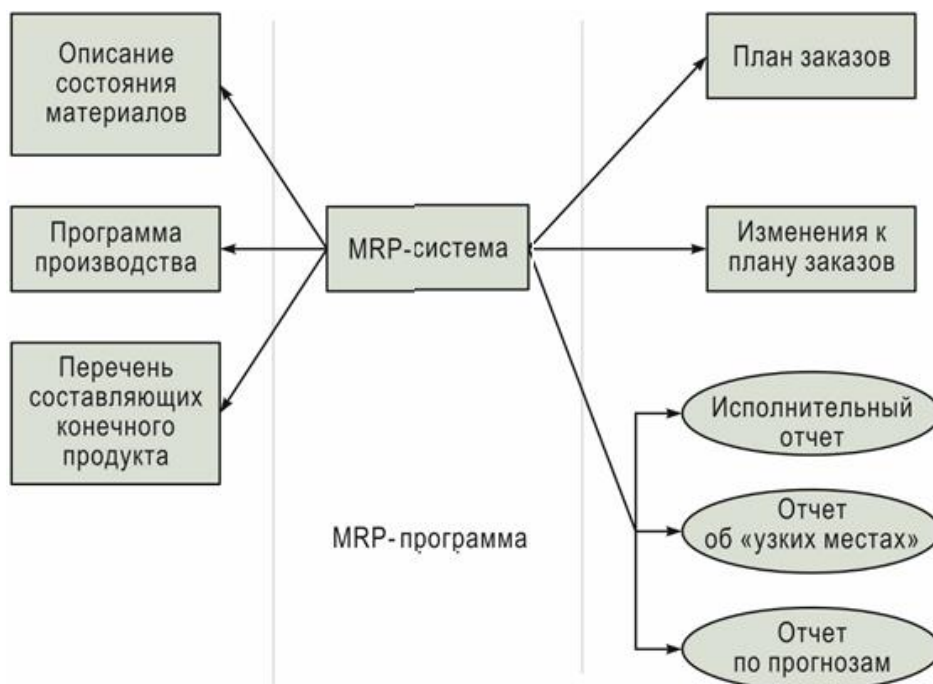 Описание
состояния
материалов
Программа
производства
Перечень
составляющих
конечного
продукта
MRP-система
MRP-программа
План заказов
Изменения к
плану заказов
Исполнительный
отчет
Отчет
об «узких местах»
Отчет
по прогнозам